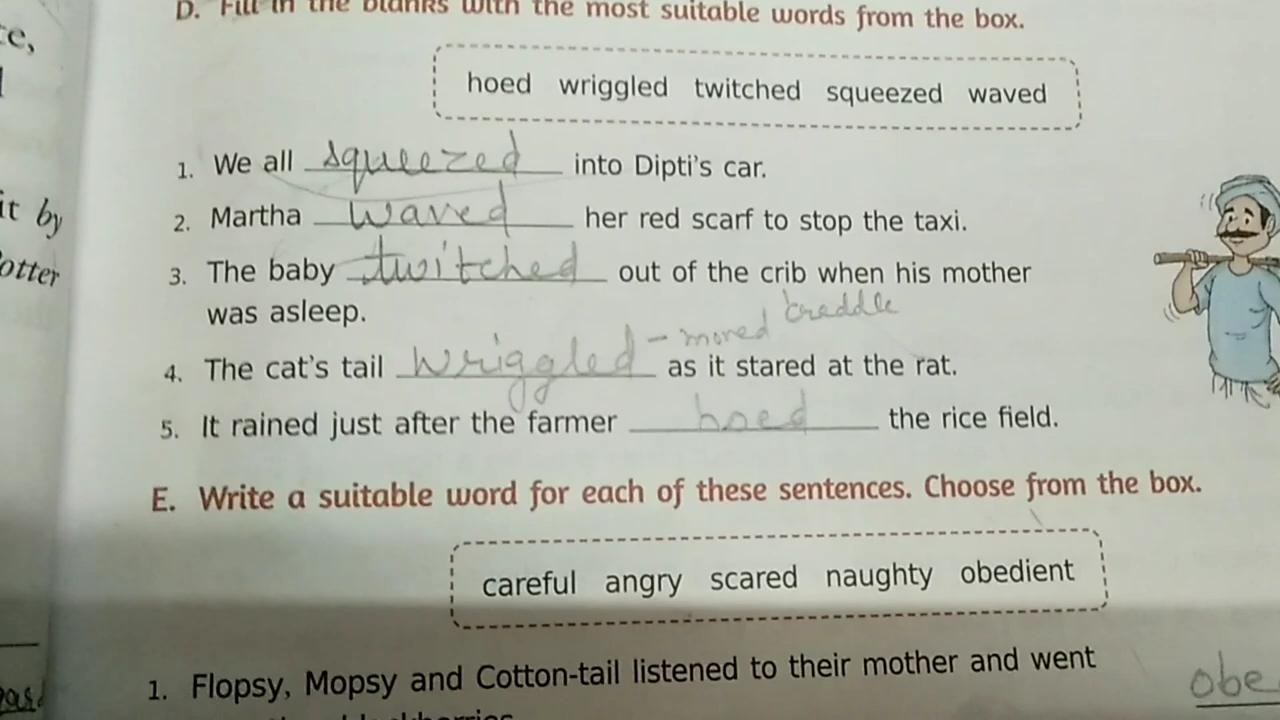 D. Fill in the blanks with the most suitable words from the box.
hoed wriggled twitched squeezed waved
1. We all squeezed into Dipti's car.
2. Martha waved her red scarf to stop the taxi.
it by
3. The baby twitched out of the crib when his mother
otter
was asleep.
creddle
- moved
4. The cat's tail wriggled as it stared at the rat.
5. It rained just after the farmer hoed the rice field.
E. Write a suitable word for each of these sentences. Choose from the box.
careful angry scared naughty obedient
1. Flopsy, Mopsy and Cotton-tail listened to their mother and went
obe